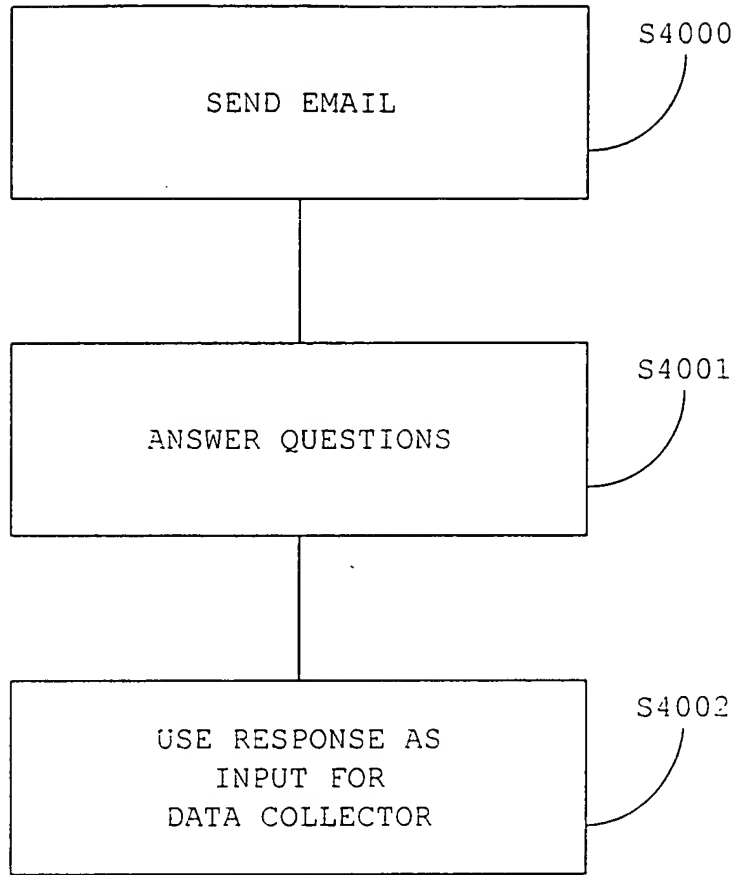 S4000
SEND EMAIL
S4001
ANSWER QUESTIONS
S4002
USE RESPONSE AS
INPUT FOR
DATA COLLECTOR